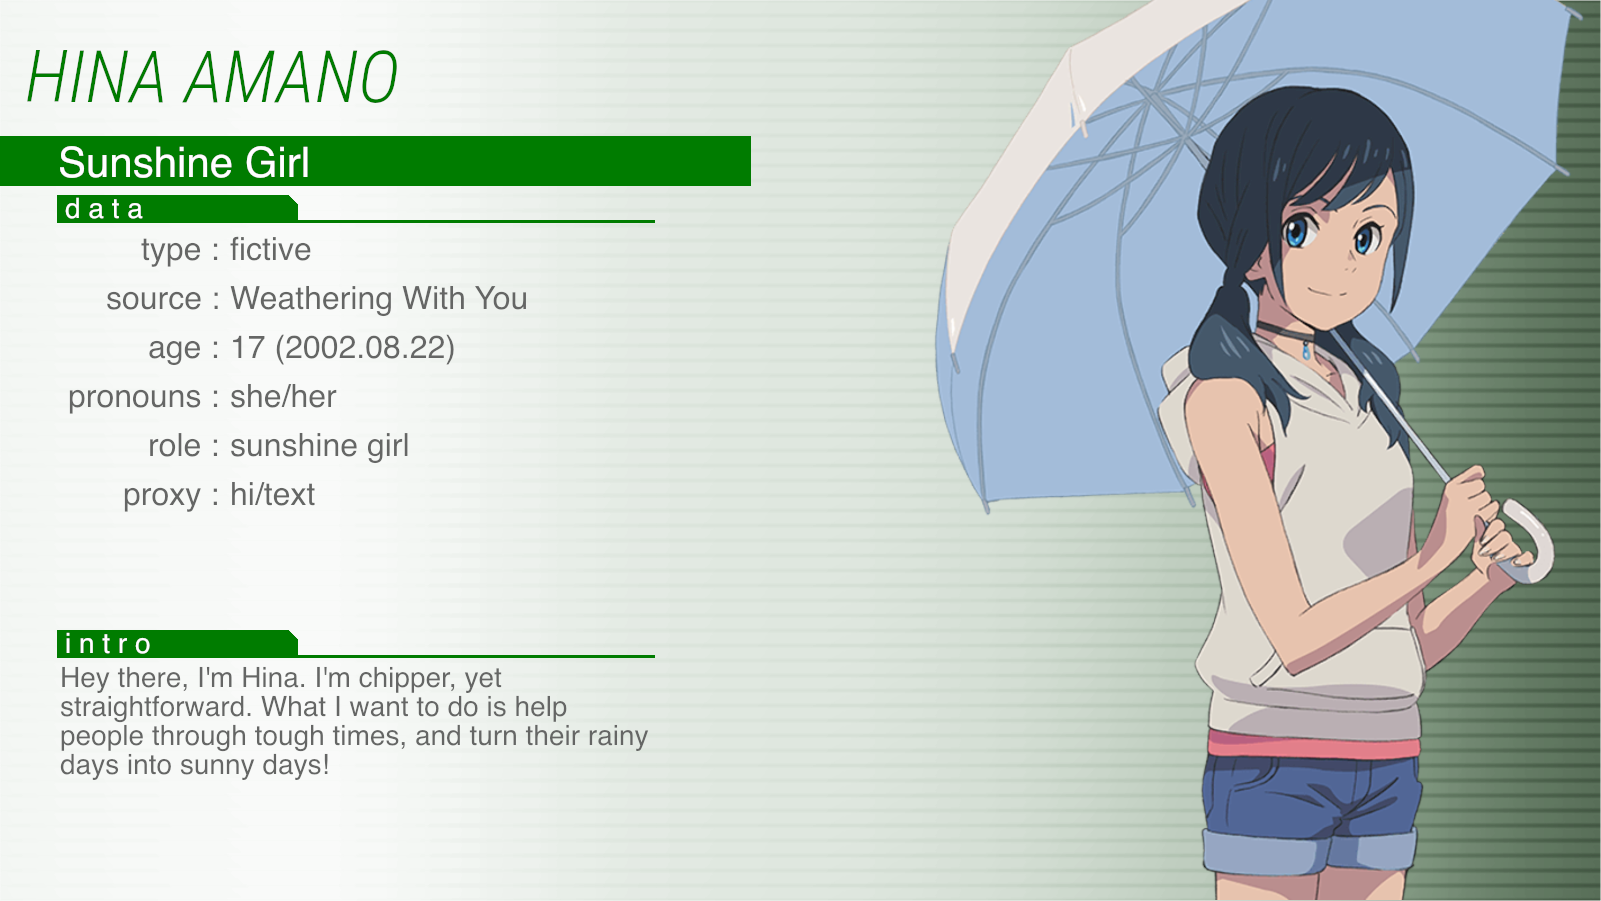 HINA AMANO
Sunshine Girl
data
type : fictive
source : Weathering With You
age : 17 (2002.08.22)
pronouns : she/her
role : sunshine girl
proxy : hi/text
intro
Hey there, I'm Hina. I'm chipper, yet
straightforward. What I want to do is help
people through tough times, and turn their rainy
days into sunny days!